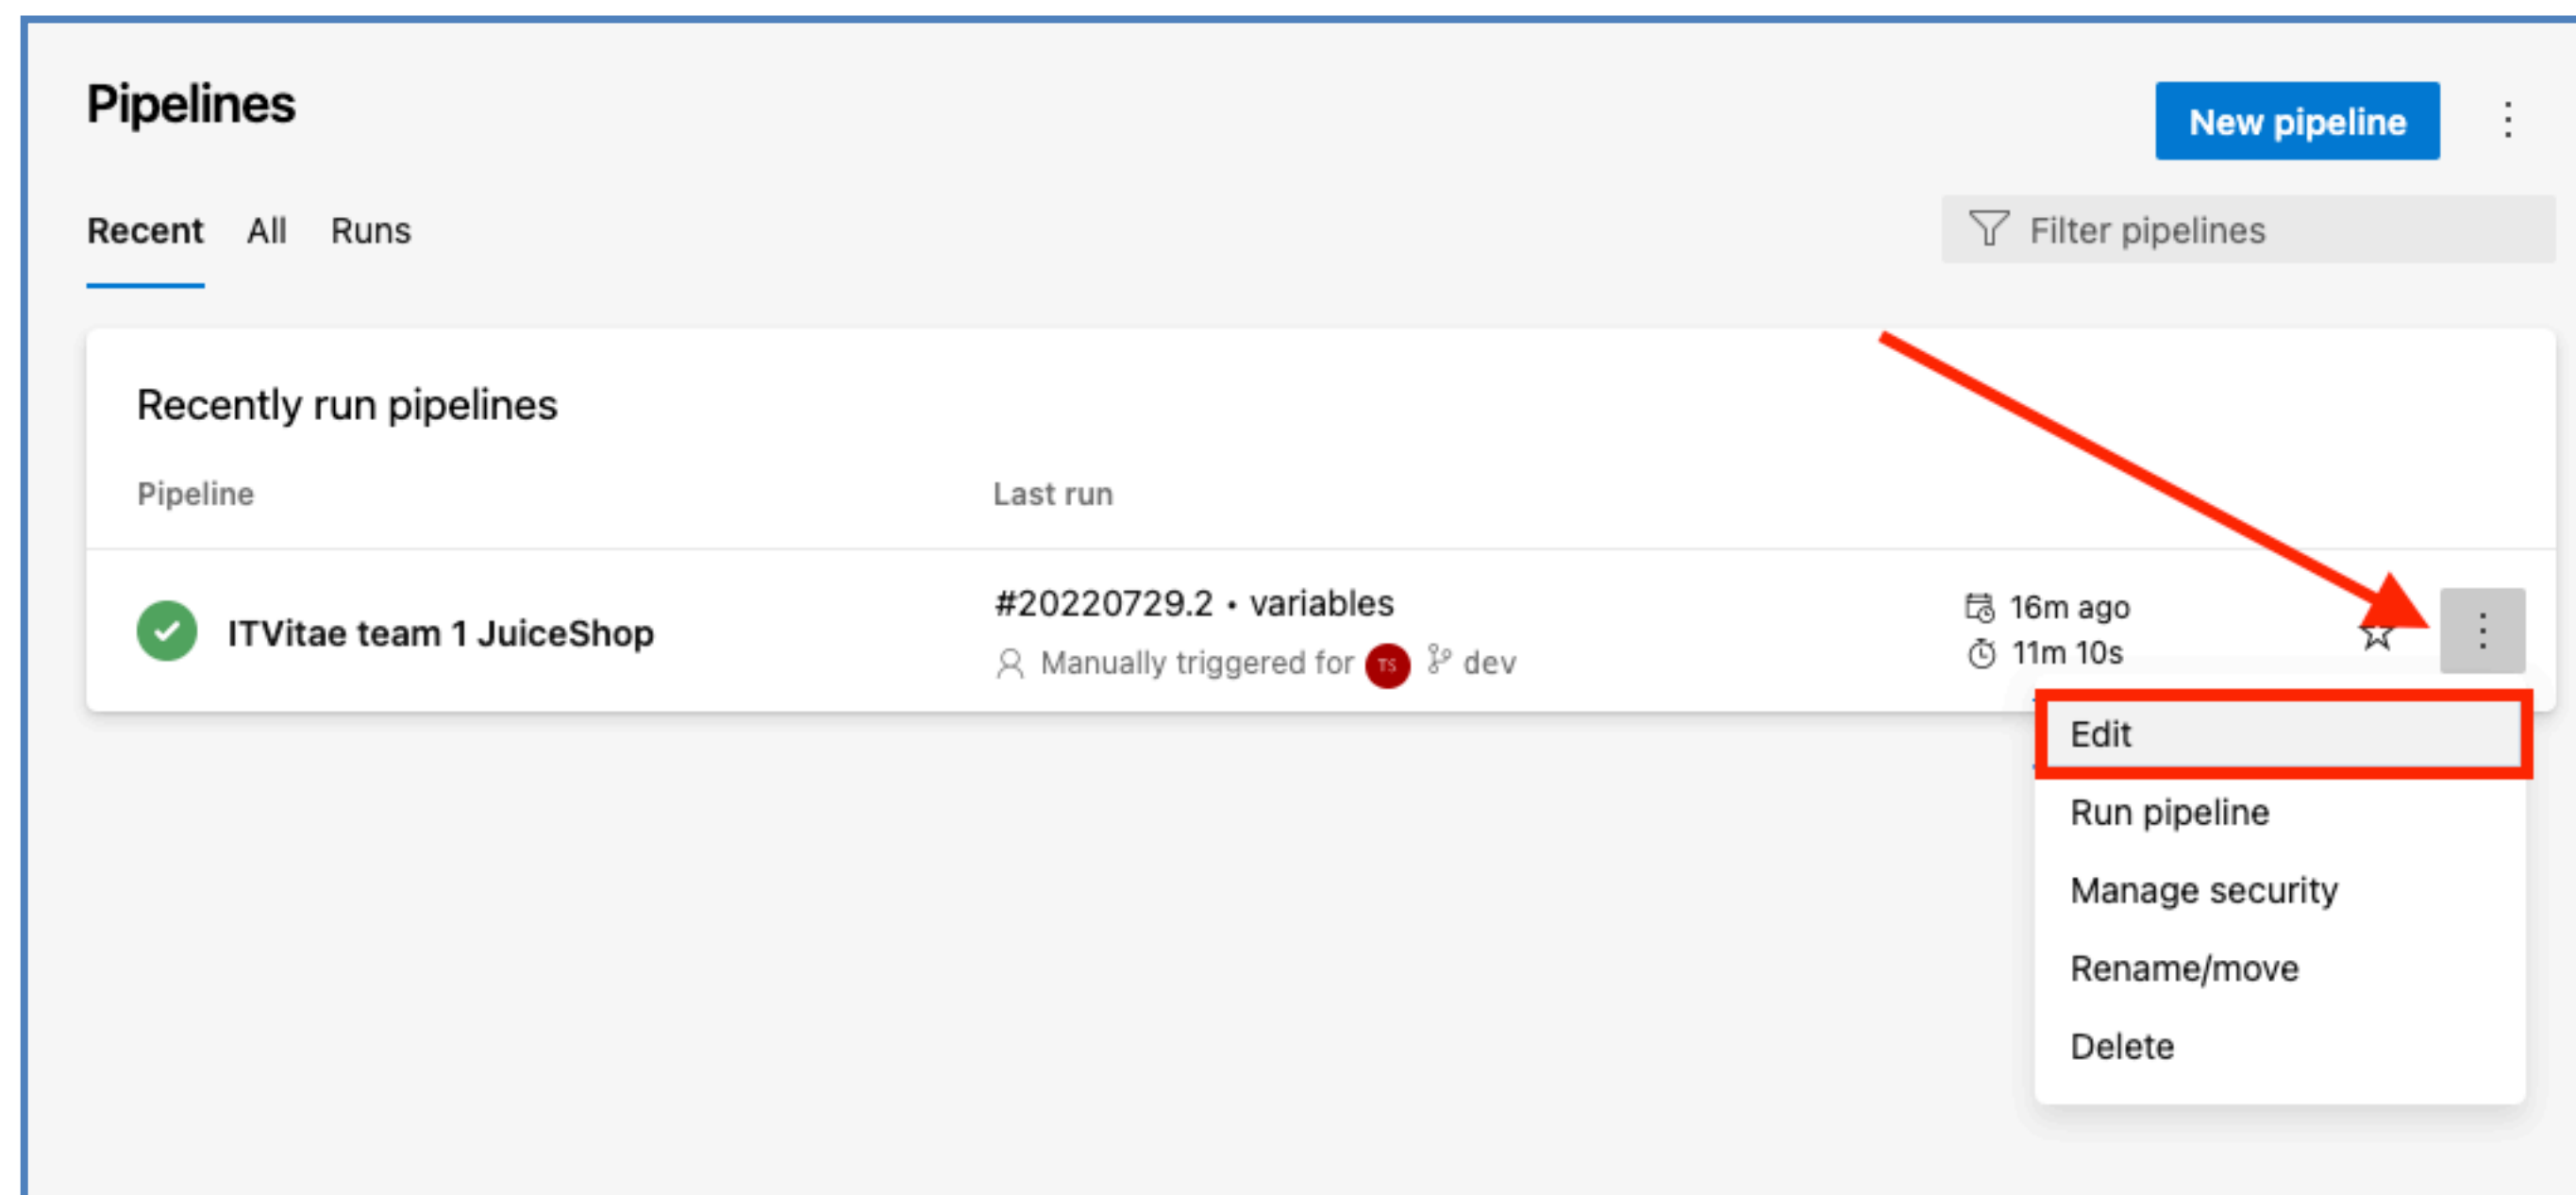 Pipelines
New pipeline
Recent All Runs
Filter pipelines
Recently run pipelines
Pipeline Last run
ITVitae team 1 JuiceShop
#20220729.2 • variables
Manually triggered for TS dev
16m ago
11m 10s
Edit
Run pipeline
Manage security
Rename/move
Delete